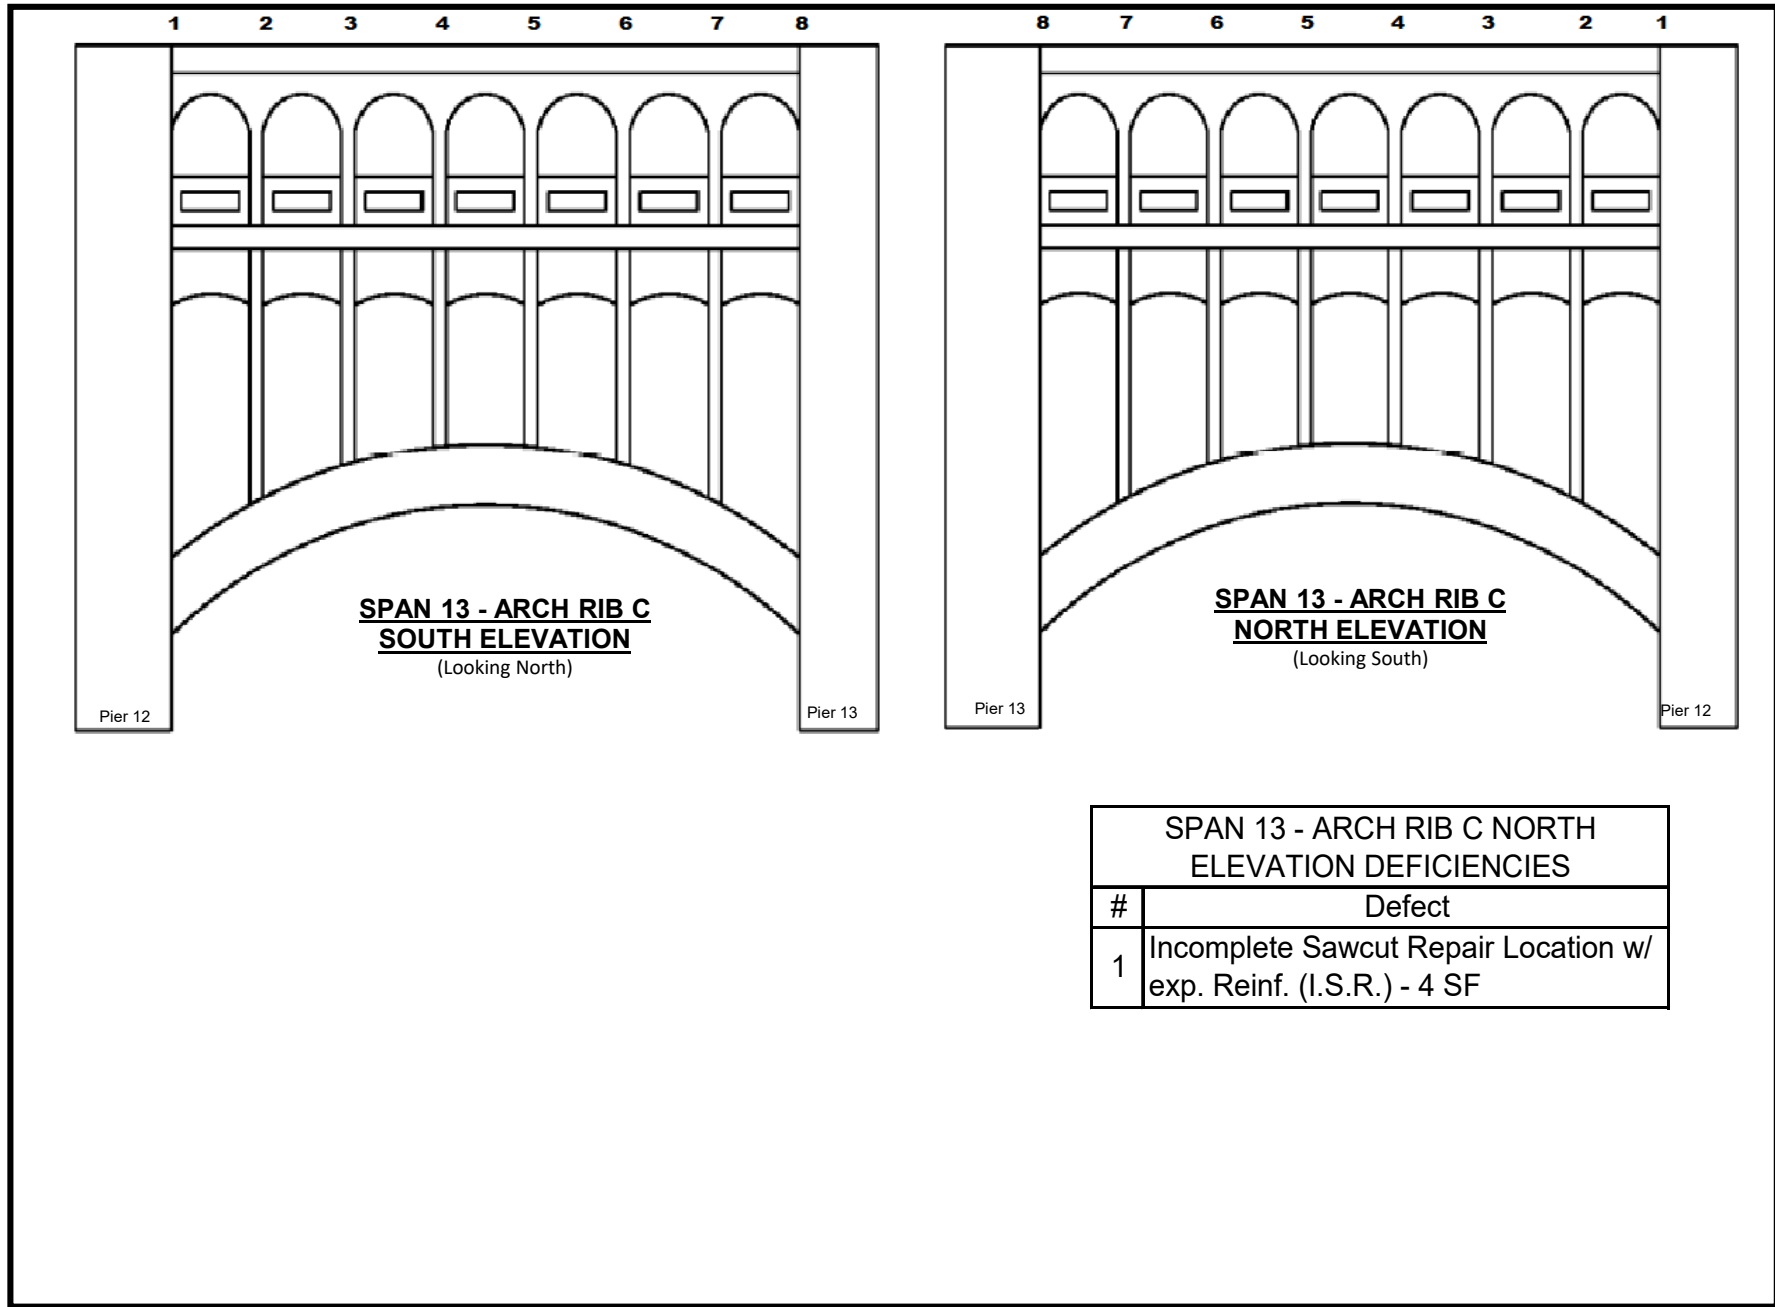 1 2 3 4 5 6 7 8
SPAN 13 - ARCH RIB C
SOUTH ELEVATION
(Looking North)
Pier 12
Pier 13
8 7 6 5 4 3 2 1
SPAN 13 - ARCH RIB C
NORTH ELEVATION
(Looking South)
Pier 13
Pier 12
SPAN 13 - ARCH RIB C NORTH
ELEVATION DEFICIENCIES
# Defect
1 Incomplete Sawcut Repair Location w/
exp. Reinf. (I.S.R.) - 4 SF